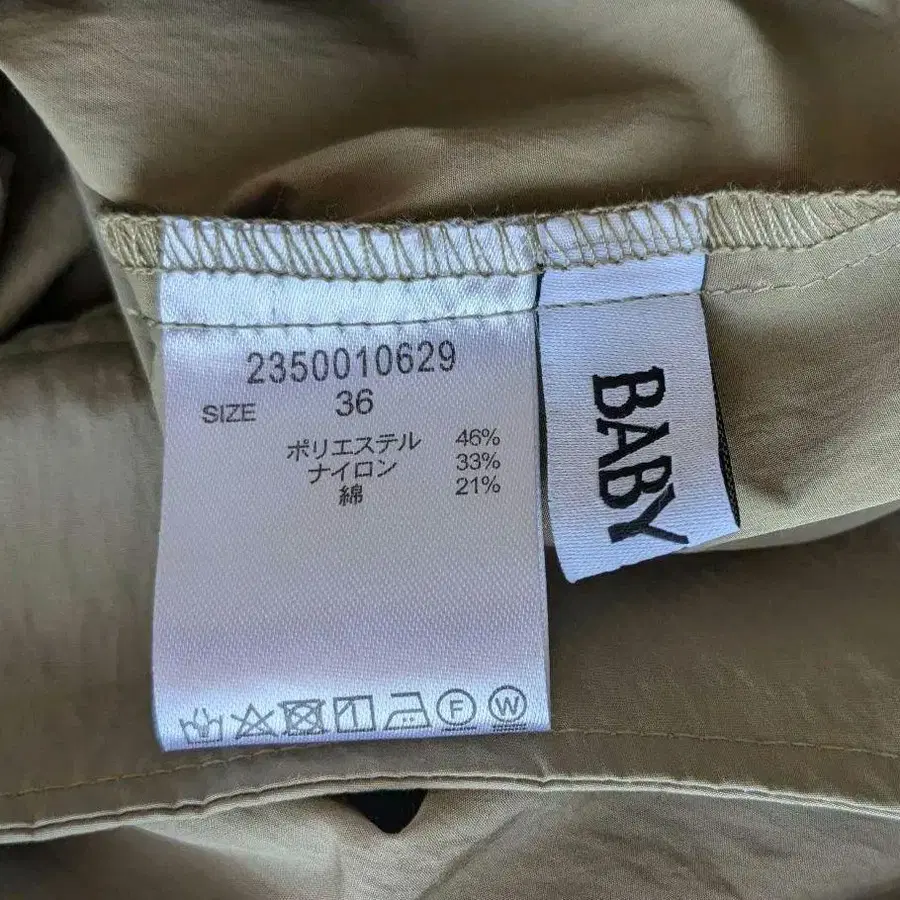 2350010629
SIZE 36
ポリエステル 46%
ナイロン 33%
綿 21%
F W
BABY